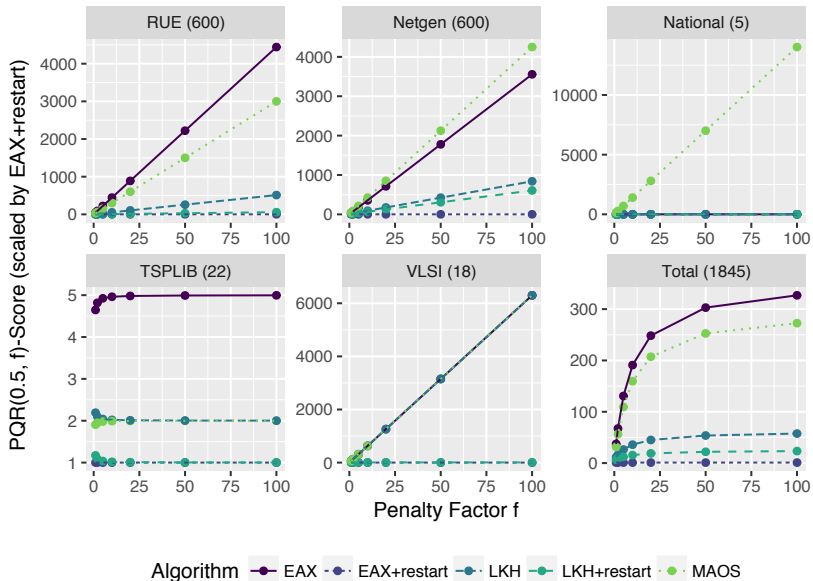 RUE (600)
Netgen (600)
National (5)
4000
3000
2000
1000
0
4000
3000
2000
1000
0
10000
5000
0
0 25 50 75 100
0 25 50 75 100
0 25 50 75 100
TSPLIB (22)
VLSI (18)
Total (1845)
5
4
3
2
1
6000
4000
2000
0
300
200
100
0
0 25 50 75 100
0 25 50 75 100
0 25 50 75 100
PQR(0.5, f)-Score (scaled by EAX+restart)
Penalty Factor f
Algorithm EAX EAX+restart LKH LKH+restart MAOS